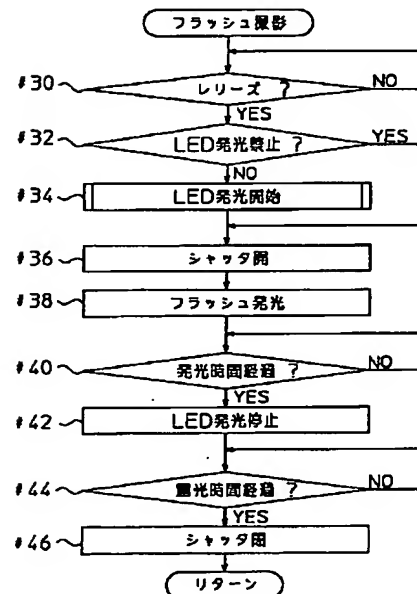 フラッシュ撮影
#30 レリーズ ? NO
YES
#32 LED発光禁止 ? YES
NO
#34 LED発光開始
#36 シャッタ開
#38 フラッシュ発光
#40 発光時間経過 ? NO
YES
#42 LED発光停止
#44 露光時間経過 ? NO
YES
#46 シャッタ閉
リターン